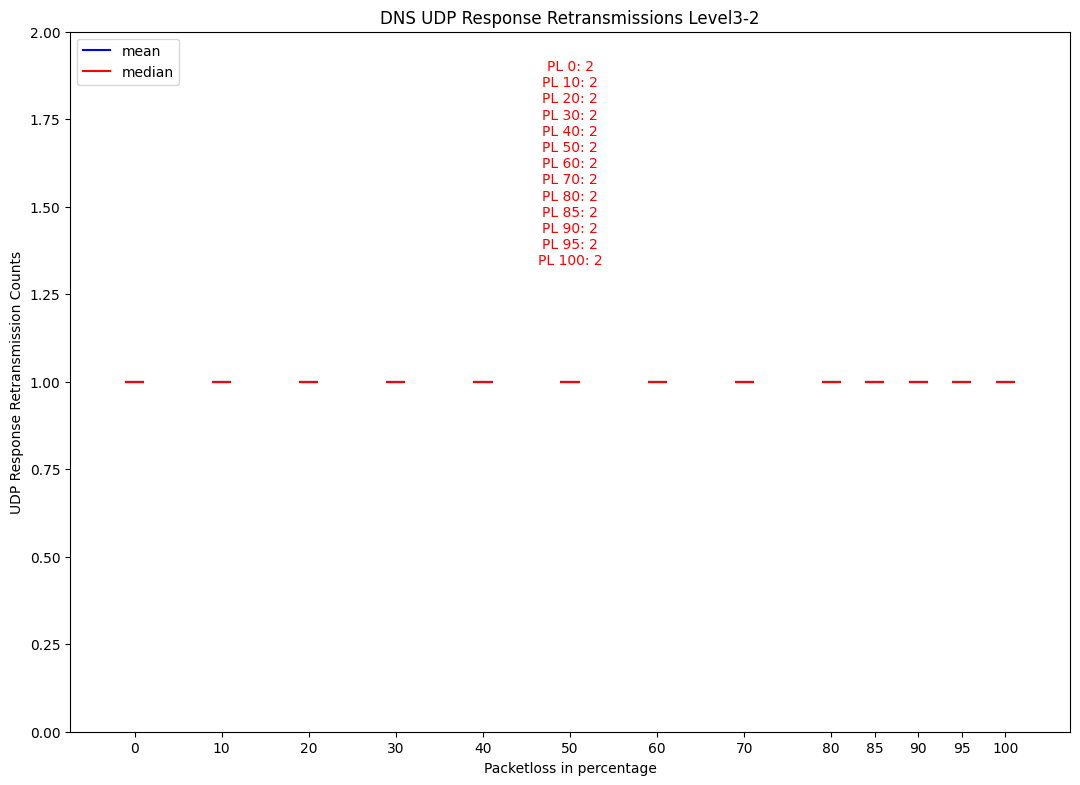 DNS UDP Response Retransmissions Level3-2
2.00
mean
median
PL 0: 2
PL 10: 2
PL 20: 2
PL 30: 2
PL 40: 2
PL 50: 2
PL 60: 2
PL 70: 2
PL 80: 2
PL 85: 2
PL 90: 2
PL 95: 2
PL 100: 2
1.75
1.50
1.25
1.00
0.75
0.50
0.25
0.00
UDP Response Retransmission Counts
0 10 20 30 40 50 60 70 80 85 90 95 100
Packetloss in percentage